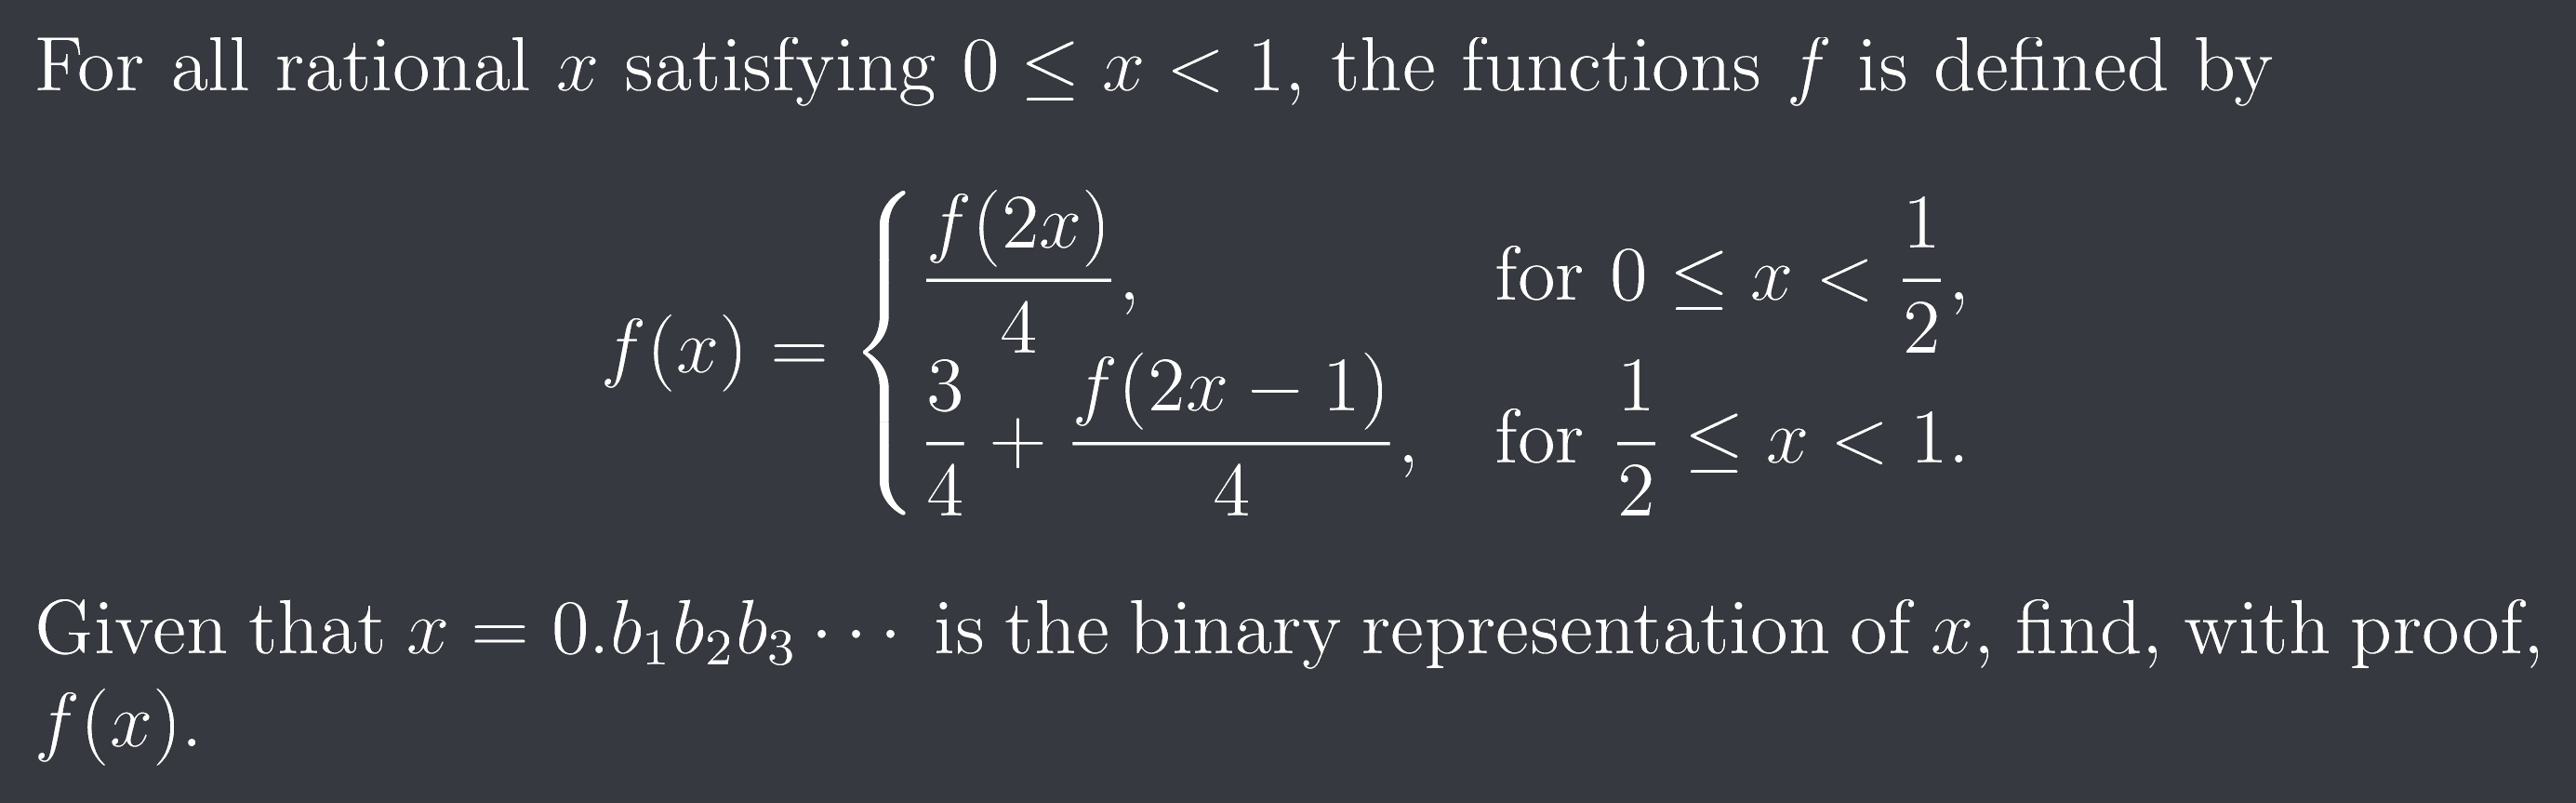 For all rational x satisfying 0 ≤ x < 1, the functions f is defined by
f(x) = { f(2x)/4, for 0 ≤ x < 1/2,
3/4 + f(2x − 1)/4, for 1/2 ≤ x < 1.
Given that x = 0.b₁b₂b₃ ··· is the binary representation of x, find, with proof,
f(x).